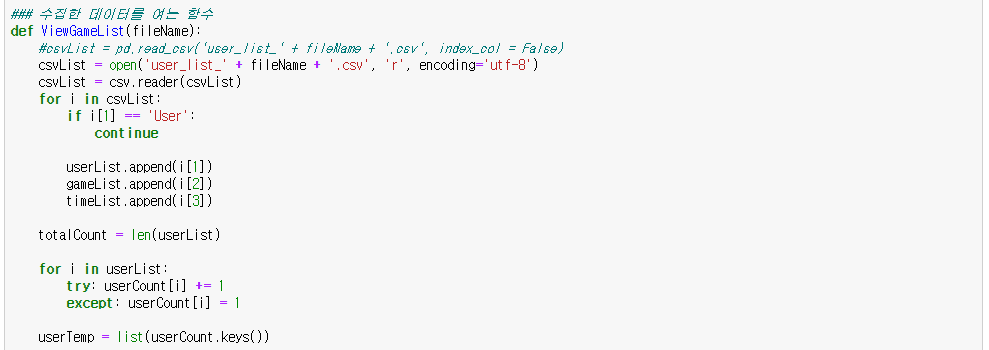 ### 수집한 데이터를 여는 함수
def ViewGameList(fileName):
#csvList = pd.read_csv('user_list_' + fileName + '.csv', index_col = False)
csvList = open('user_list_' + fileName + '.csv', 'r', encoding='utf-8')
csvList = csv.reader(csvList)
for i in csvList:
if i[1] == 'User':
continue
userList.append(i[1])
gameList.append(i[2])
timeList.append(i[3])
totalCount = len(userList)
for i in userList:
try: userCount[i] += 1
except: userCount[i] = 1
userTemp = list(userCount.keys())